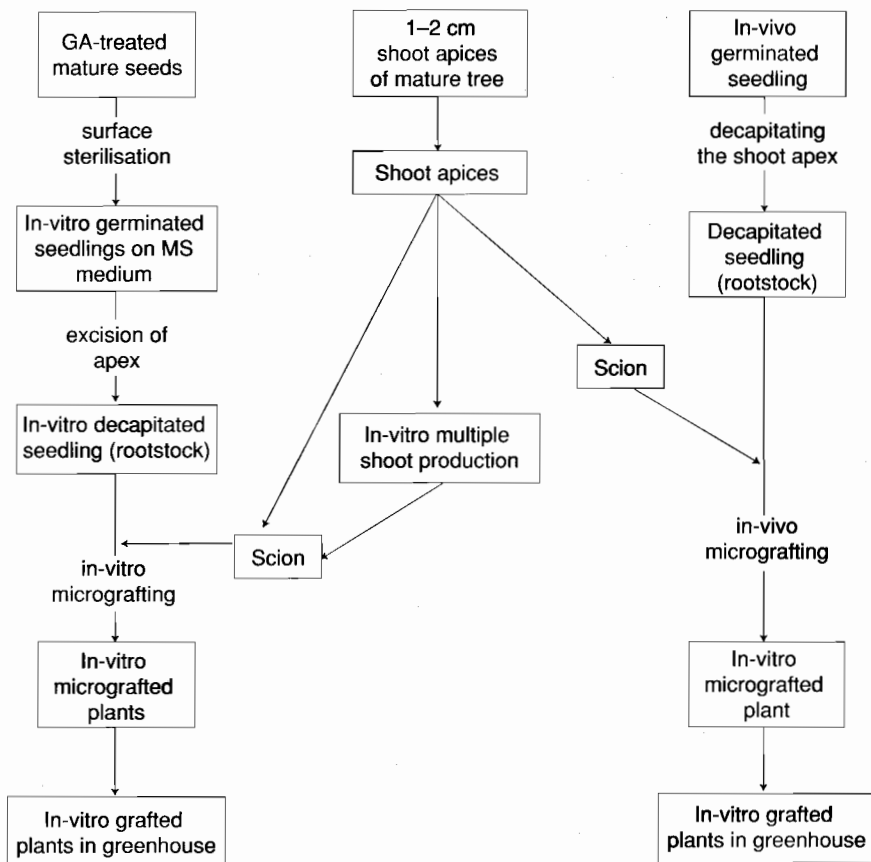 GA-treated
mature seeds
surface
sterilisation
In-vitro germinated
seedlings on MS
medium
excision of
apex
In-vitro decapitated
seedling (rootstock)
in-vitro
micrografting
In-vitro
micrografted
plants
In-vitro grafted
plants in greenhouse
1–2 cm
shoot apices
of mature tree
Shoot apices
In-vitro multiple
shoot production
Scion
Scion
In-vivo
germinated
seedling
decapitating
the shoot apex
Decapitated
seedling
(rootstock)
in-vivo
micrografting
In-vitro
micrografted
plant
In-vitro grafted
plants in greenhouse